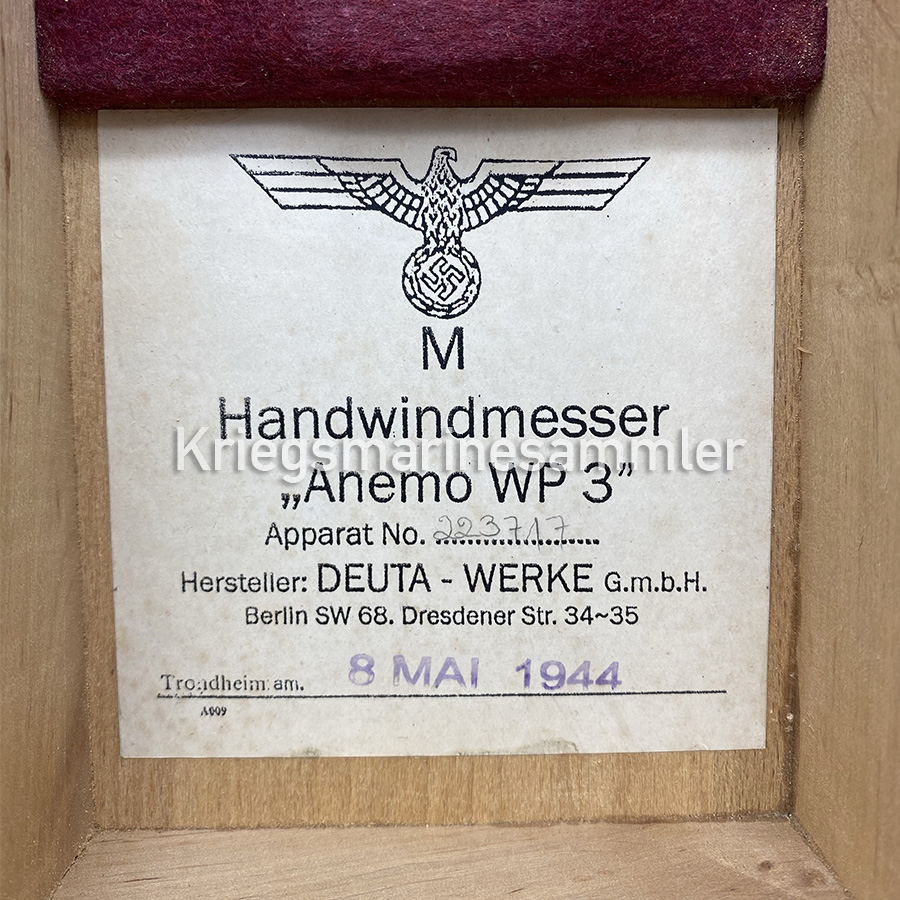 M
Handwindmesser
Kriegsmarinesammler
„Anemo WP 3”
Apparat No. 223717
Hersteller: DEUTA - WERKE G.m.b.H.
Berlin SW 68. Dresdener Str. 34~35
Trondheim am. 8 MAI 1944
A009